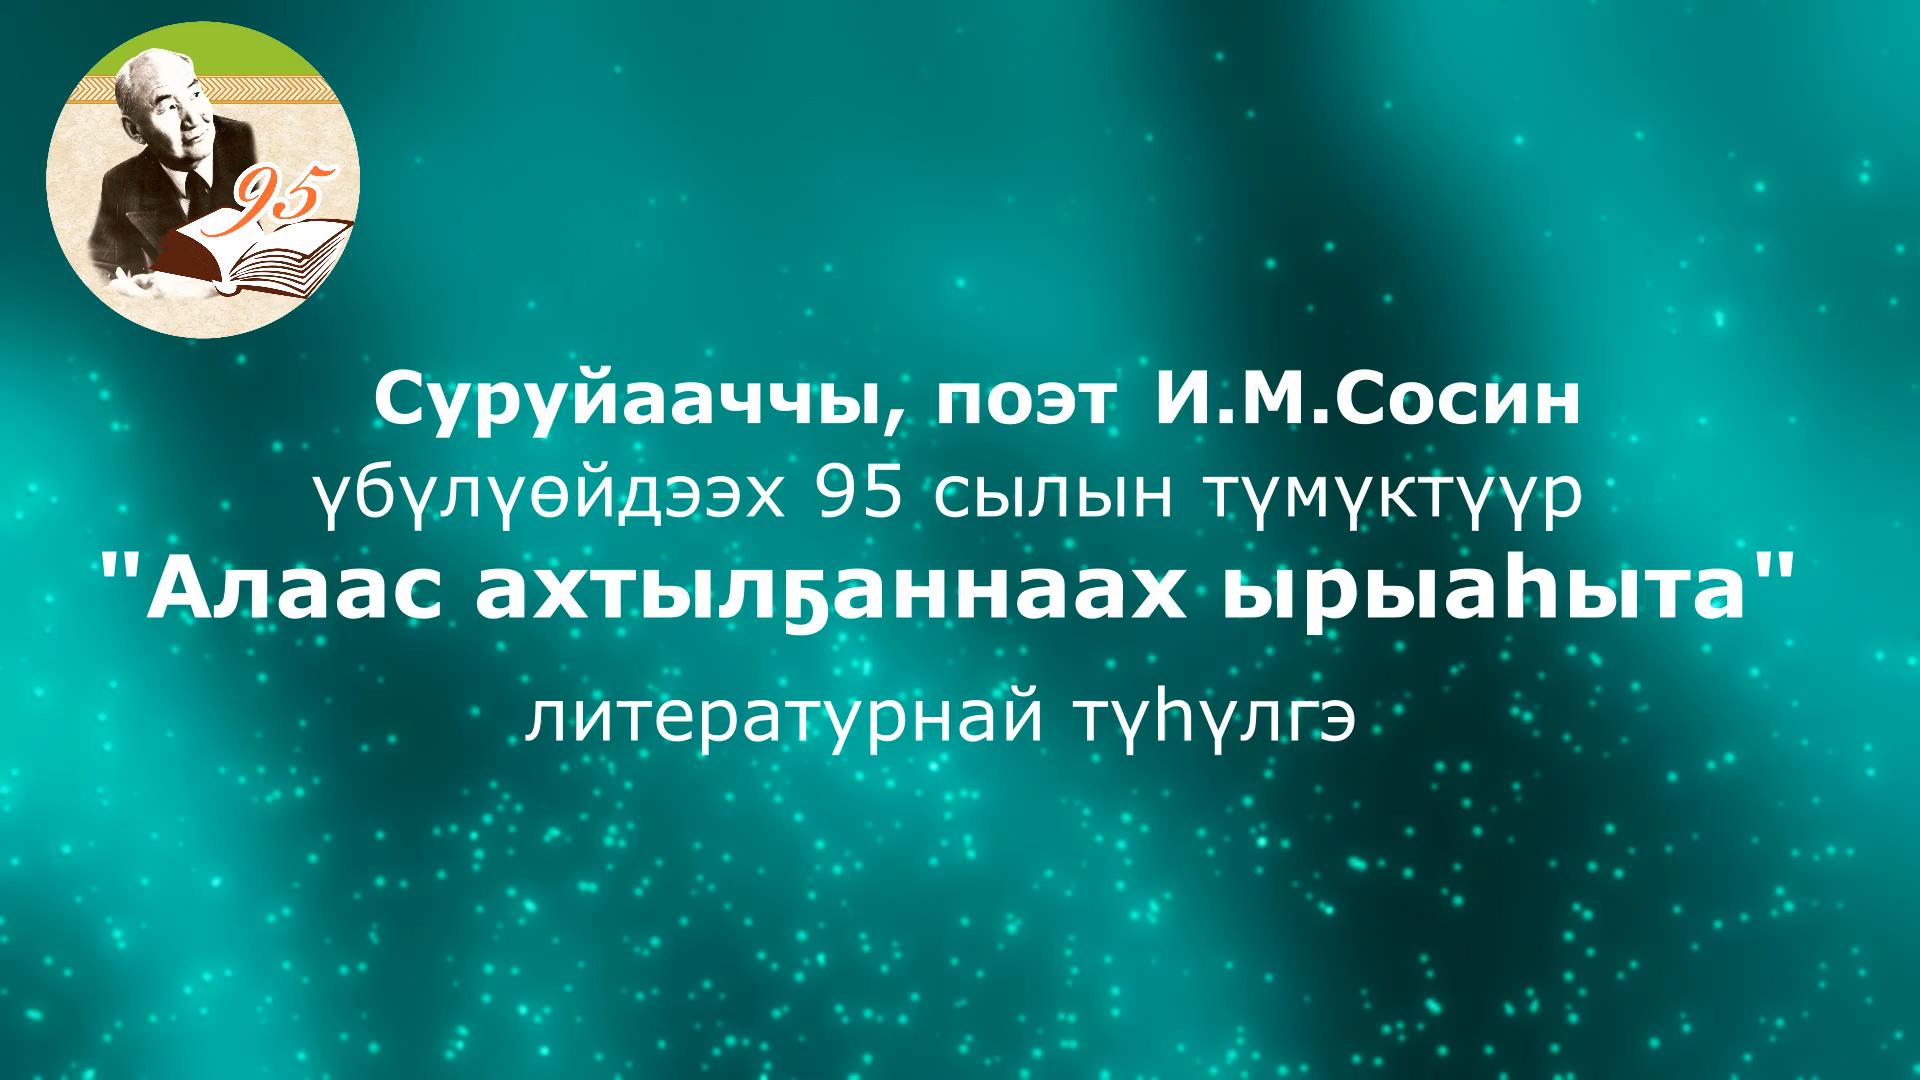 95
Суруйааччы, поэт И.М.Сосин
үбүлүөйдээх 95 сылын түмүктүүр
"Алаас ахтылҕаннаах ырыаһыта"
литературнай түһүлгэ